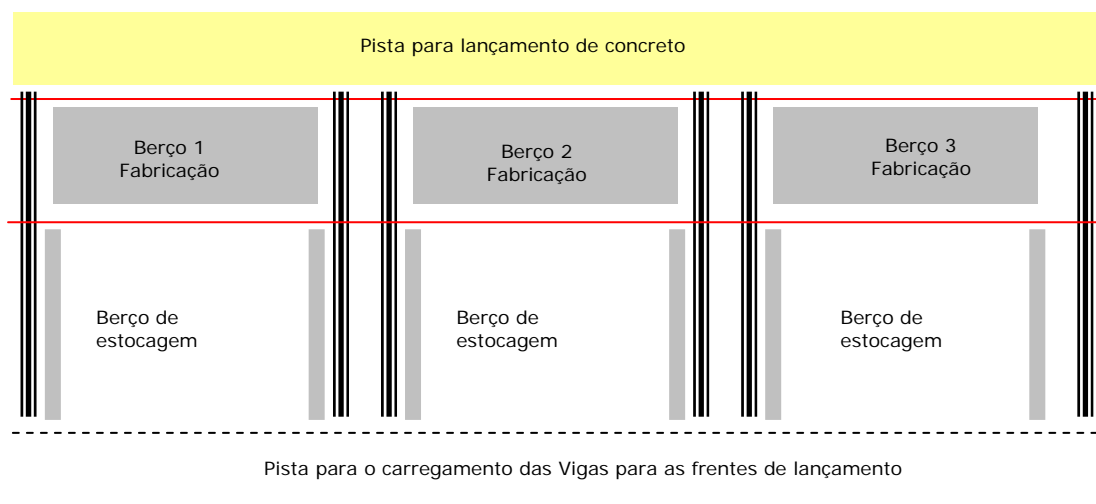 Pista para lançamento de concreto
Berço 1
Fabricação
Berço 2
Fabricação
Berço 3
Fabricação
Berço de
estocagem
Berço de
estocagem
Berço de
estocagem
Pista para o carregamento das Vigas para as frentes de lançamento